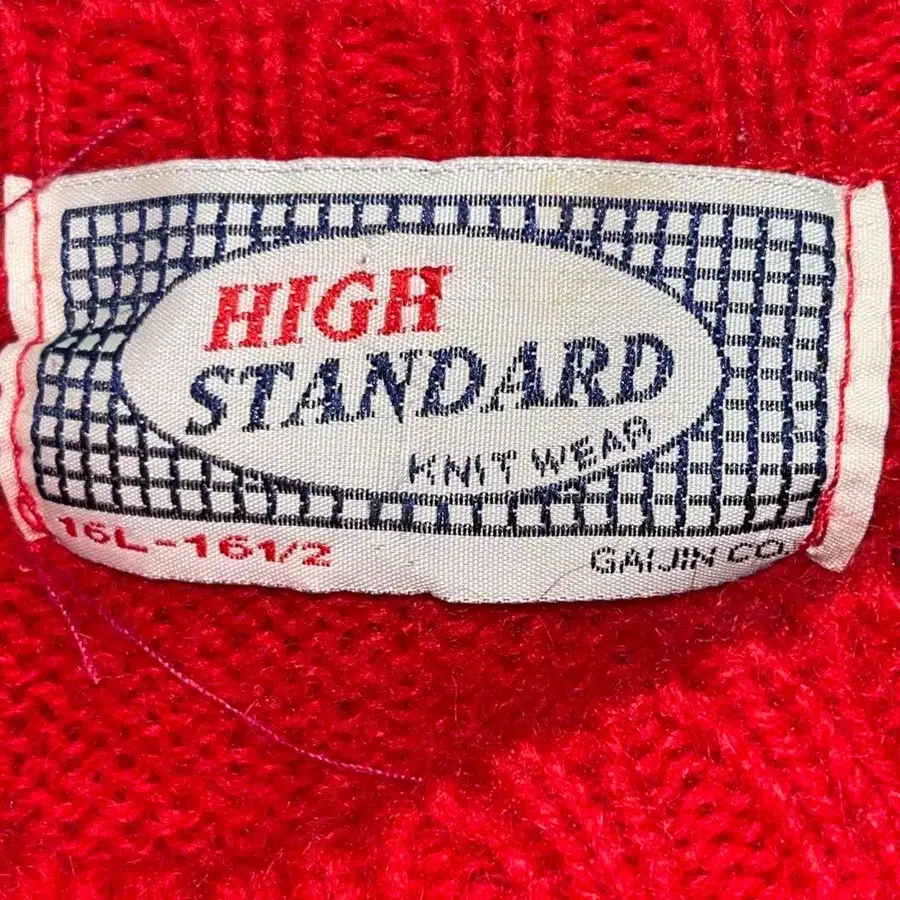 HIGH
STANDARD
KNIT WEAR
16L-161/2
GAIJIN CO.